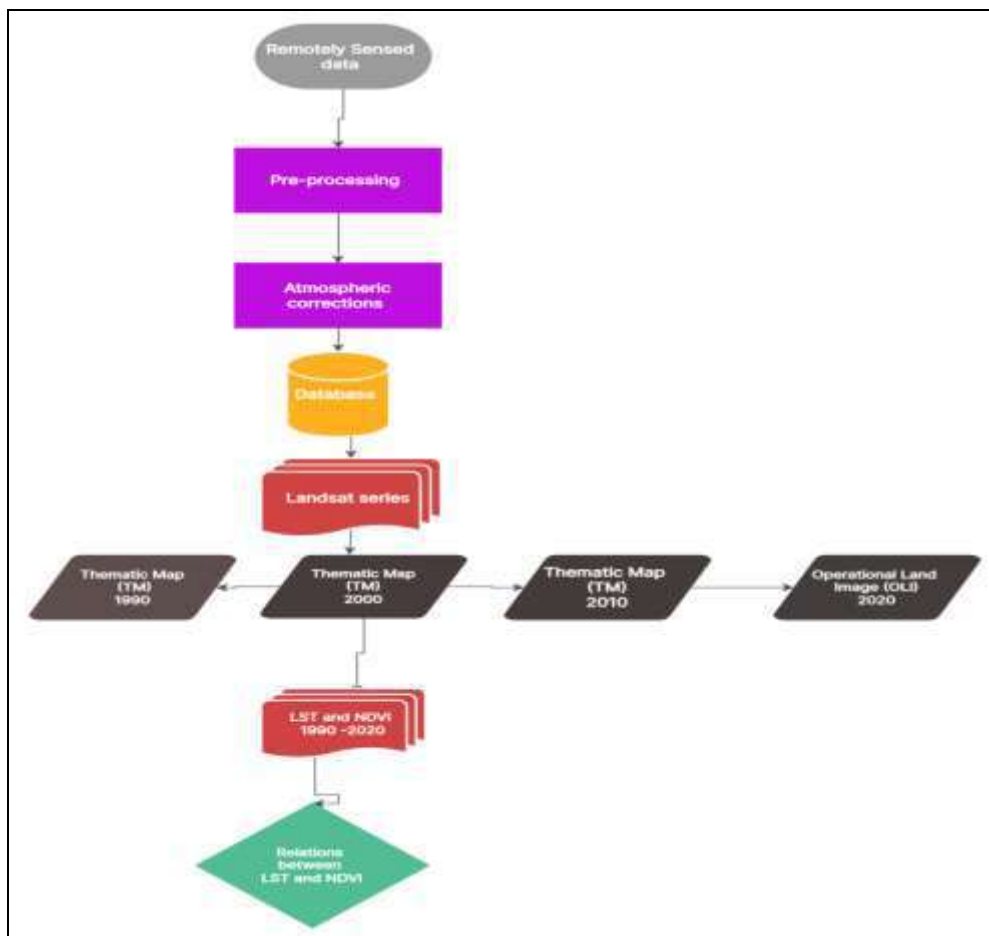 Remotely Sensed
data
Pre-processing
Atmospheric
corrections
Database
Landsat series
Thematic Map
(TM)
1990
Thematic Map
(TM)
2000
Thematic Map
(TM)
2010
Operational Land
Image (OLI)
2020
LST and NDVI
1990 -2020
Relations
between
LST and NDVI